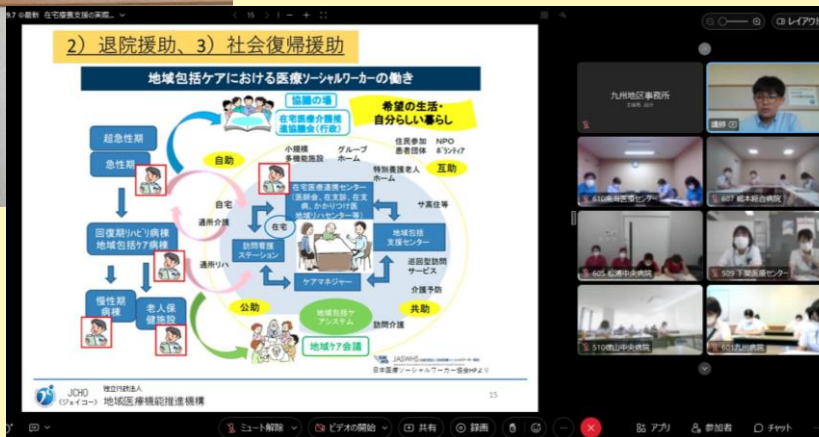 9.7 ◎最新 在宅療養支援の実際...
15
レイアウト
2）退院援助、3）社会復帰援助
地域包括ケアにおける医療ソーシャルワーカーの働き
協議の場
在宅医療介護推
進協議会(行政)
希望の生活・
自分らしい暮らし
超急性期
急性期
回復期リハビリ病棟
地域包括ケア病棟
慢性期
病棟
老人保
健施設
自助
小規模
多機能施設
グループ
ホーム
住民参加 NPO
患者団体 ボランティア
特別養護老人
ホーム
互助
自宅
通所介護
在宅医療連携センター
(医師会、在支診、在支
病、かかりつけ医
地域リハセンター等)
サ高住等
在宅
訪問看護
ステーション
地域包括
支援センター
通所リハ
巡回型訪問
サービス
ケアマネジャー
介護予防
公助
地域包括ケ
アシステム
共助
訪問介護
地域ケア会議
JASWHS
日本医療ソーシャルワーカー協会HPより
JCHO
(ジェイコー)
独立行政法人
地域医療機能推進機構
15
九州地区事務所
講師
607 熊本総合病院
605 松浦中央病院
509 下関医療センター
510徳山中央病院
601九州病院
ミュート解除
ビデオの開始
共有
録画
アプリ
参加者
チャット